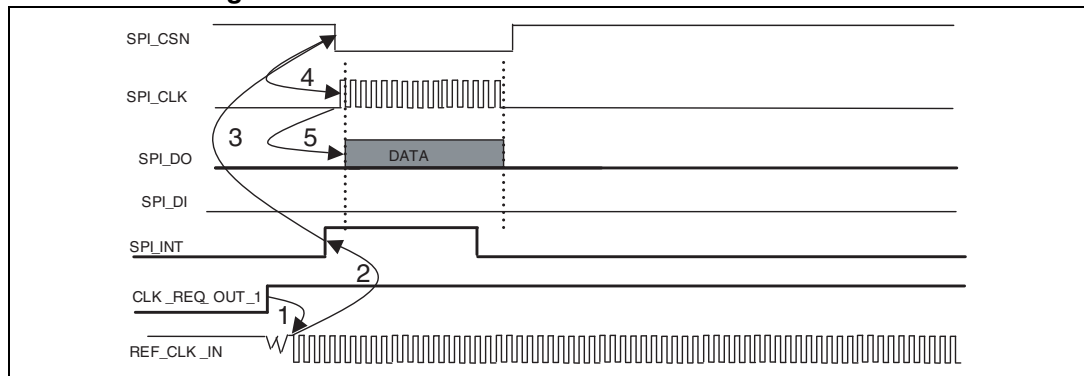 SPI_CSN
4
SPI_CLK
3
5
SPI_DO
DATA
SPI_DI
SPI_INT
2
CLK_REQ_OUT_1
1
REF_CLK_IN